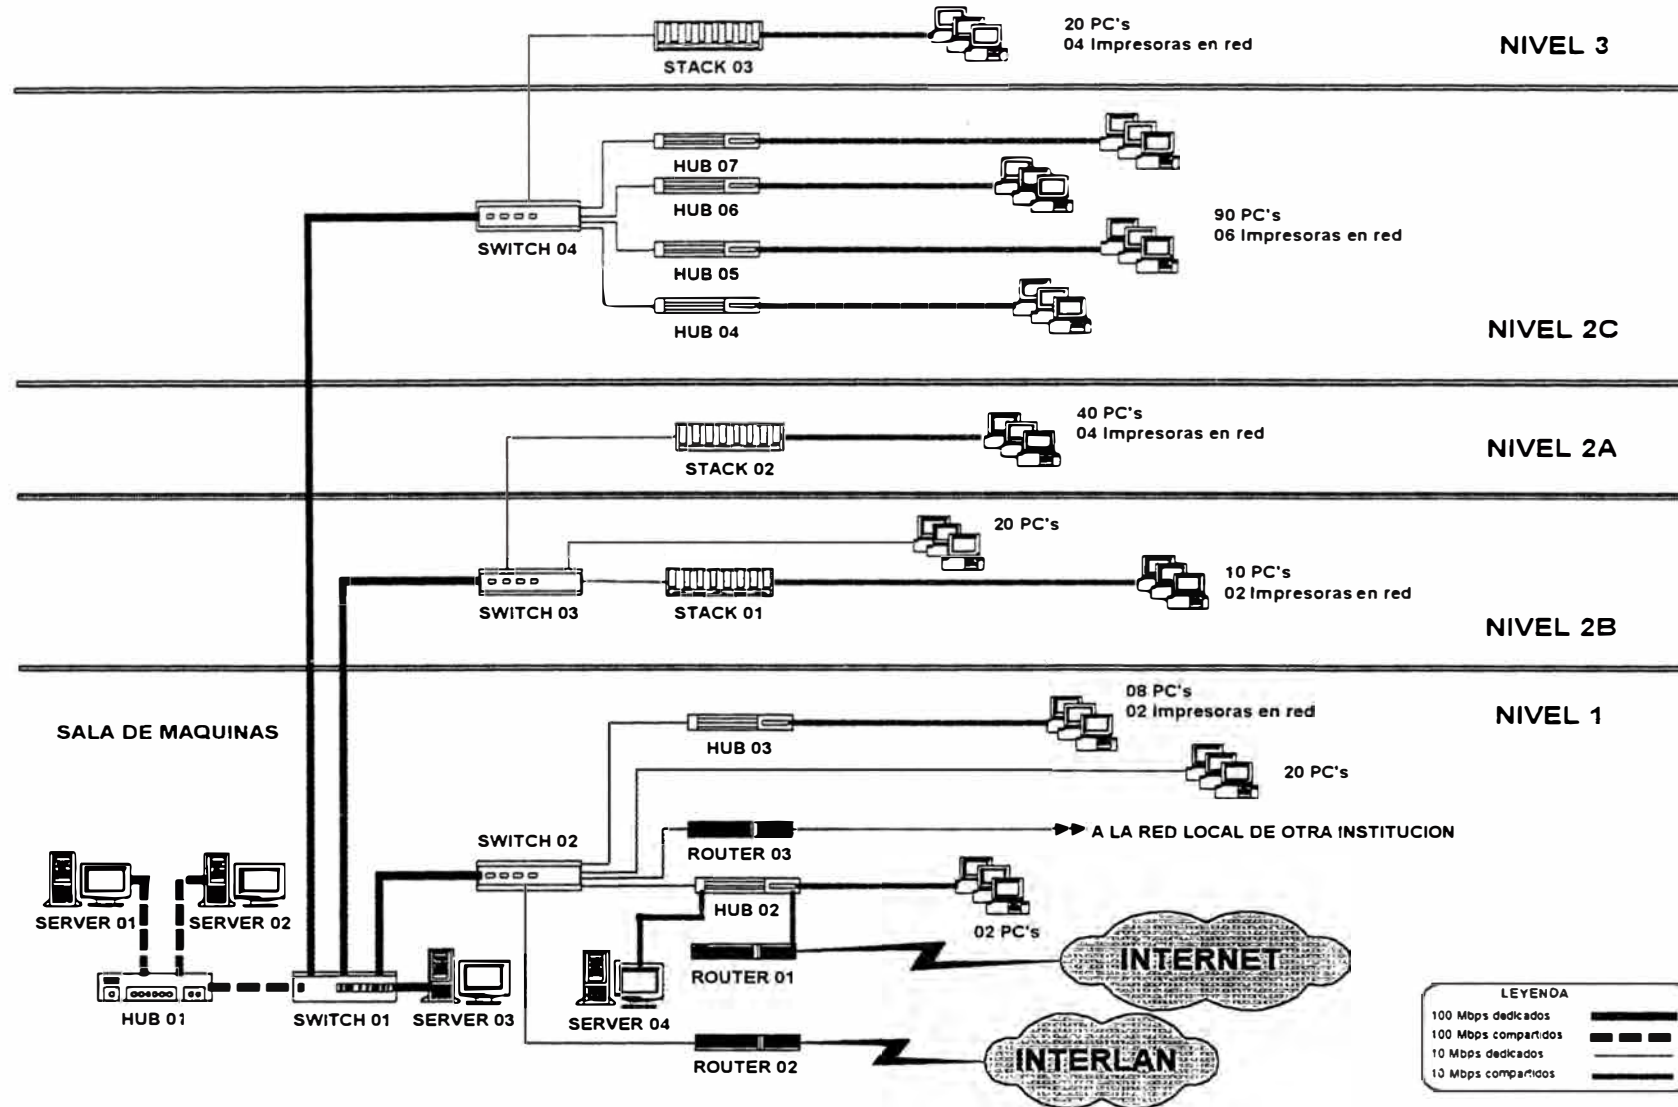 20 PC's
04 Impresoras en red
NIVEL 3
STACK 03
HUB 07
HUB 06
90 PC's
06 Impresoras en red
SWITCH 04
HUB 05
HUB 04
NIVEL 2C
40 PC's
04 Impresoras en red
NIVEL 2A
STACK 02
20 PC's
10 PC's
02 Impresoras en red
SWITCH 03
STACK 01
NIVEL 2B
08 PC's
02 Impresoras en red
NIVEL 1
SALA DE MAQUINAS
HUB 03
20 PC's
SWITCH 02
A LA RED LOCAL DE OTRA INSTITUCION
ROUTER 03
SERVER 01
SERVER 02
HUB 02
02 PC's
INTERNET
ROUTER 01
HUB 01
SWITCH 01
SERVER 03
SERVER 04
INTERLAN
ROUTER 02
LEYENDA
100 Mbps dedicados
100 Mbps compartidos
10 Mbps dedicados
10 Mbps compartidos